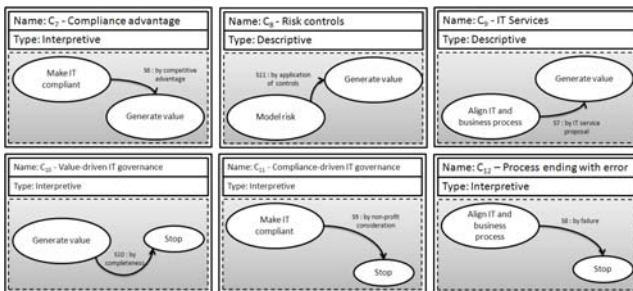 Name: C7 - Compliance advantage
Type: Interpretive
Make IT
compliant
S6 : by competitive
advantage
Generate value
Name: C8 - Risk controls
Type: Descriptive
S11 : by application
of controls
Generate value
Model risk
Name: C9 - IT Services
Type: Descriptive
Generate value
Align IT and
business process
S7 : by IT service
proposal
Name: C10 - Value-driven IT governance
Type: Interpretive
Generate value
Stop
S10 : by
completeness
Name: C11 - Compliance-driven IT governance
Type: Interpretive
Make IT
compliant
S9 : by non-profit
consideration
Stop
Name: C12 – Process ending with error
Type: Interpretive
Align IT and
business
process
S8 : by failure
Stop